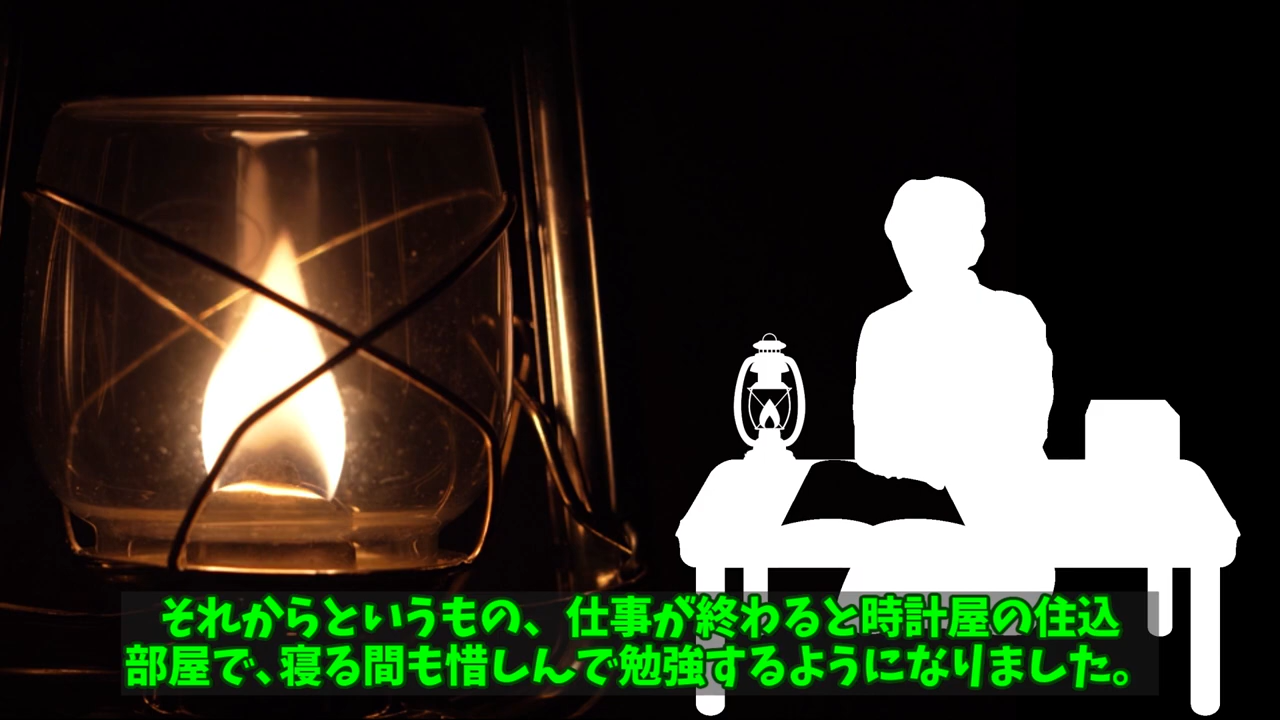 それからというもの、仕事が終わると時計屋の住込
部屋で、寝る間も惜しんで勉強するようになりました。